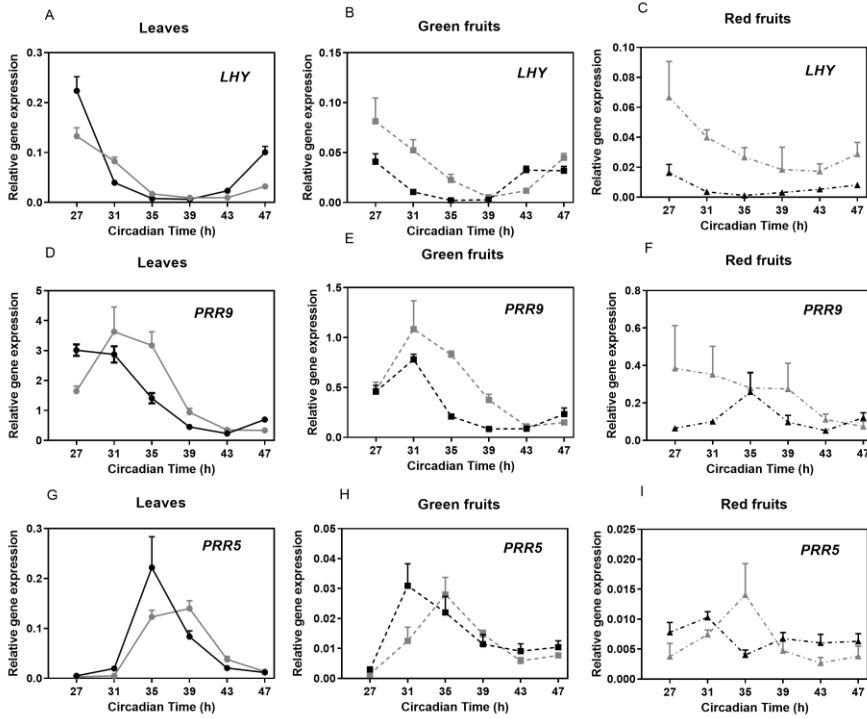 A
Leaves
Relative gene expression
0.3
0.2
0.1
0.0
LHY
27 31 35 39 43 47
Circadian Time (h)
B
Green fruits
Relative gene expression
0.15
0.10
0.05
0.00
LHY
27 31 35 39 43 47
Circadian Time (h)
C
Red fruits
Relative gene expression
0.10
0.08
0.06
0.04
0.02
0.00
LHY
27 31 35 39 43 47
Circadian Time (h)
D
Leaves
Relative gene expression
5
4
3
2
1
0
PRR9
27 31 35 39 43 47
Circadian Time (h)
E
Green fruits
Relative gene expression
1.5
1.0
0.5
0.0
PRR9
27 31 35 39 43 47
Circadian Time (h)
F
Red fruits
Relative gene expression
0.8
0.6
0.4
0.2
0.0
PRR9
27 31 35 39 43 47
Circadian Time (h)
G
Leaves
Relative gene expression
0.3
0.2
0.1
0.0
PRR5
27 31 35 39 43 47
Circadian Time (h)
H
Green fruits
Relative gene expression
0.05
0.04
0.03
0.02
0.01
0.00
PRR5
27 31 35 39 43 47
Circadian Time (h)
I
Red fruits
Relative gene expression
0.025
0.020
0.015
0.010
0.005
0.000
PRR5
27 31 35 39 43 47
Circadian Time (h)